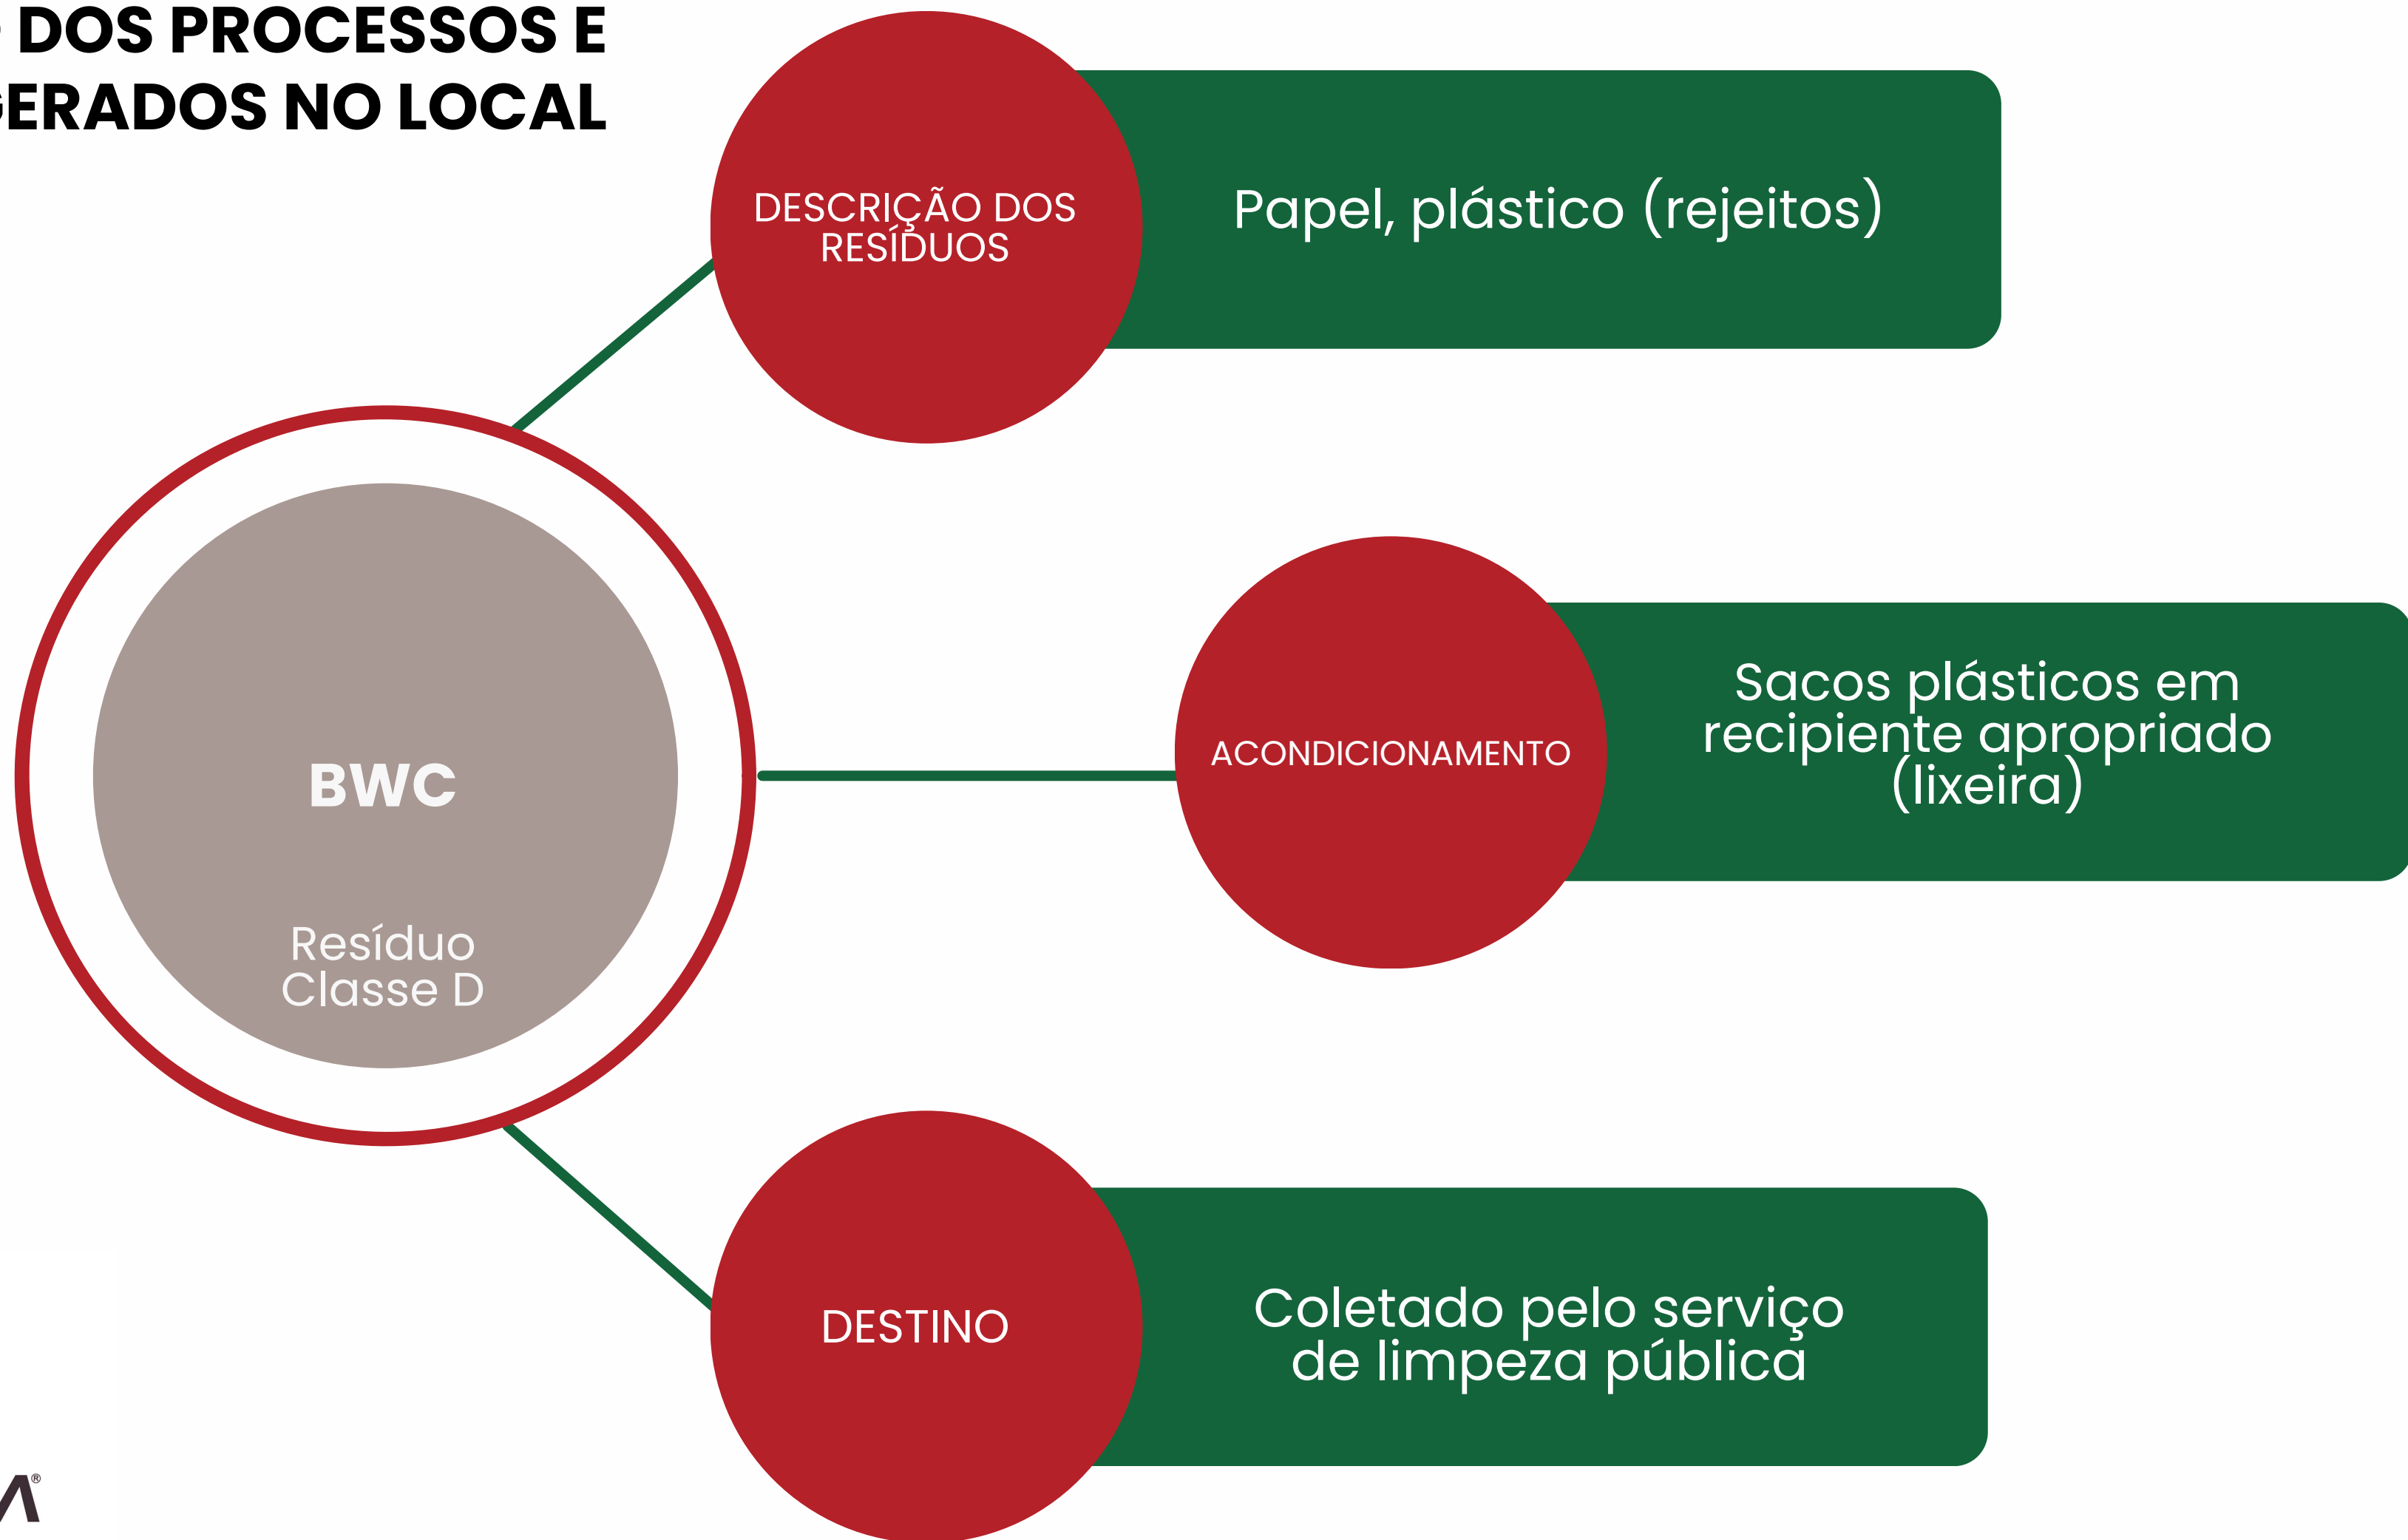 DOS PROCESSOS E
GERADOS NO LOCAL
DESCRIÇÃO DOS
RESÍDUOS
Papel, plástico (rejeitos)
BWC
Resíduo
Classe D
ACONDICIONAMENTO
Sacos plásticos em
recipiente apropriado
(lixeira)
DESTINO
Coletado pelo serviço
de limpeza pública